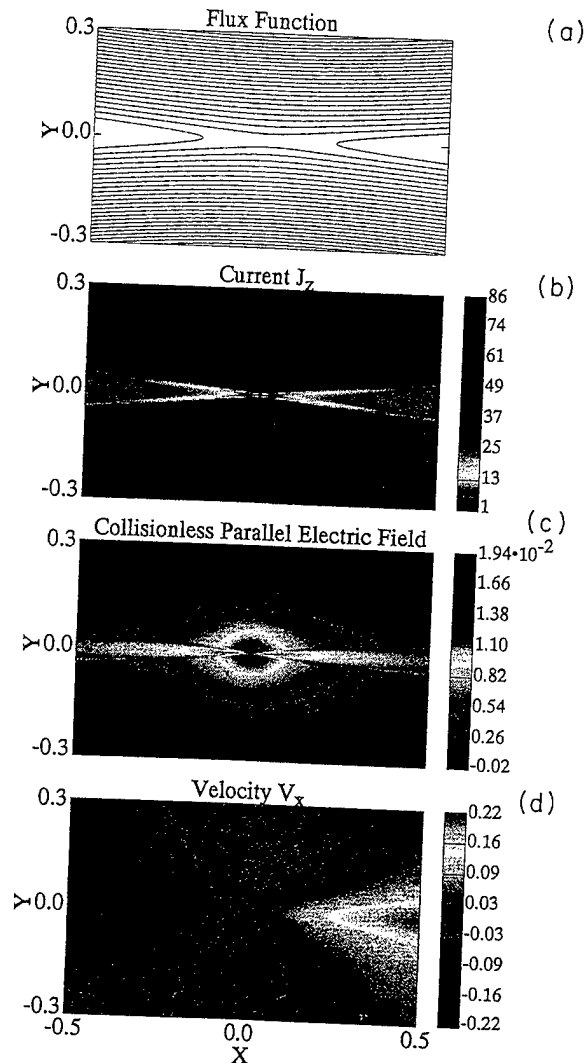 Flux Function
(a)
0.3
Y 0.0
-0.3
Current J_z
(b)
0.3
Y 0.0
-0.3
86
74
61
49
37
25
13
1
Collisionless Parallel Electric Field
(c)
0.3
Y 0.0
-0.3
1.94•10⁻²
1.66
1.38
1.10
0.82
0.54
0.26
-0.02
Velocity V_x
(d)
0.3
Y 0.0
-0.3
0.22
0.16
0.09
0.03
-0.03
-0.09
-0.16
-0.22
-0.5 0.0 0.5
X